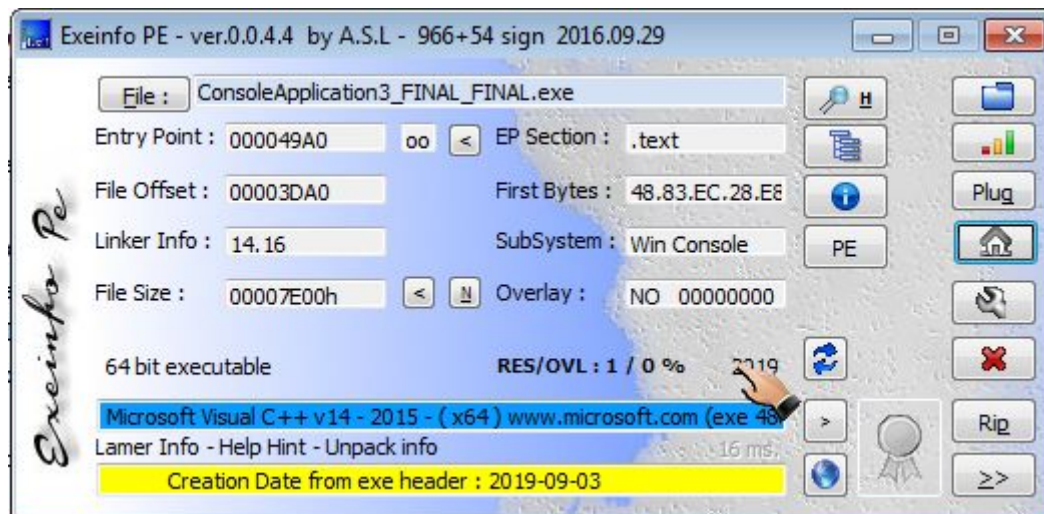 Exeinfo PE - ver.0.0.4.4 by A.S.L - 966+54 sign 2016.09.29
File : ConsoleApplication3_FINAL_FINAL.exe H
Entry Point : 000049A0 oo < EP Section : .text
File Offset : 00003DA0 First Bytes : 48.83.EC.28.E8 Plug
Linker Info : 14.16 SubSystem : Win Console PE
File Size : 00007E00h < N Overlay : NO 00000000
64 bit executable RES/OVL : 1 / 0 % 2019
Microsoft Visual C++ v14 - 2015 - ( x64 ) www.microsoft.com (exe 48 > Rip
Lamer Info - Help Hint - Unpack info 16 ms.
Creation Date from exe header : 2019-09-03 >>
Exeinfo Pe